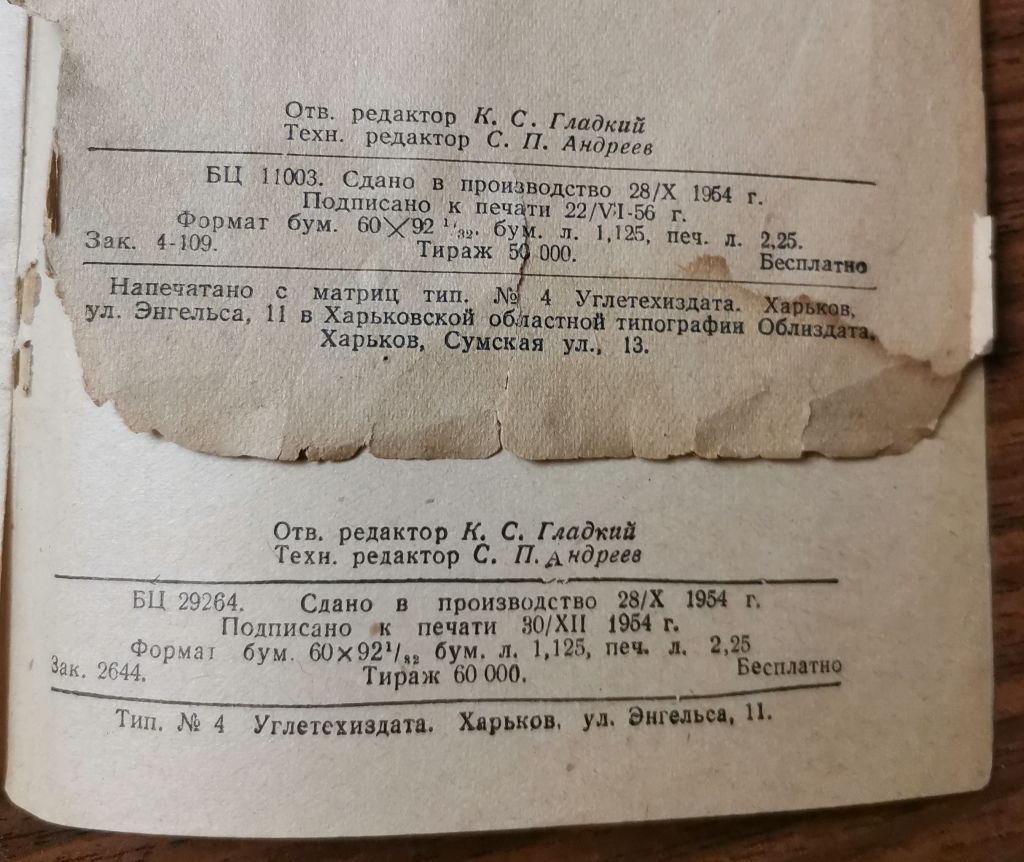 Отв. редактор К. С. Гладкий
Техн. редактор С. П. Андреев
БЦ 11003. Сдано в производство 28/X 1954 г.
Подписано к печати 22/VI-56 г.
Формат бум. 60×92 1/32. бум. л. 1,125, печ. л. 2,25.
Зак. 4-109. Тираж 50 000. Бесплатно
Напечатано с матриц тип. № 4 Углетехиздата. Харьков,
ул. Энгельса, 11 в Харьковской областной типографии Облиздата,
Харьков, Сумская ул., 13.
Отв. редактор К. С. Гладкий
Техн. редактор С. П. Андреев
БЦ 29264. Сдано в производство 28/X 1954 г.
Подписано к печати 30/XII 1954 г.
Формат бум. 60×92 1/32 бум. л. 1,125, печ. л. 2,25
Зак. 2644. Тираж 60 000. Бесплатно
Тип. № 4 Углетехиздата. Харьков, ул. Энгельса, 11.